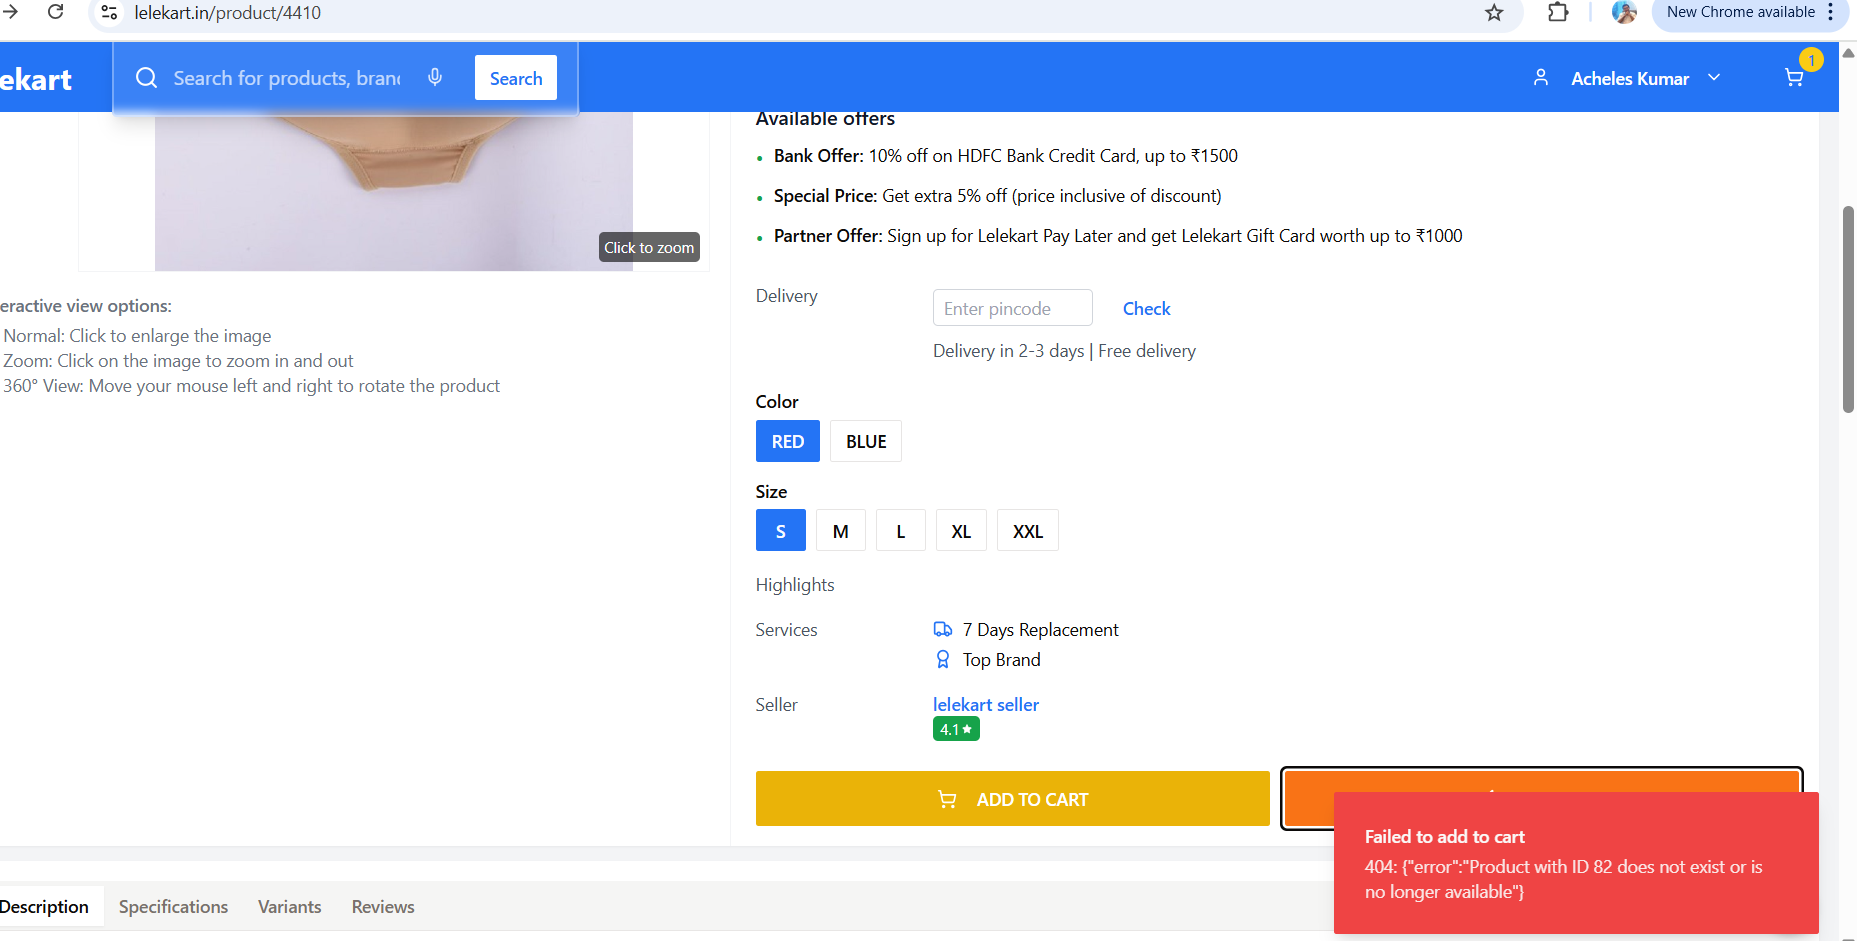 lelekart.in/product/4410
New Chrome available
ekart
Search for products, branc
Search
Acheles Kumar
1
Available offers
Bank Offer: 10% off on HDFC Bank Credit Card, up to ₹1500
Special Price: Get extra 5% off (price inclusive of discount)
Partner Offer: Sign up for Lelekart Pay Later and get Lelekart Gift Card worth up to ₹1000
Click to zoom
eractive view options:
Normal: Click to enlarge the image
Zoom: Click on the image to zoom in and out
360° View: Move your mouse left and right to rotate the product
Delivery
Enter pincode
Check
Delivery in 2-3 days | Free delivery
Color
RED
BLUE
Size
S
M
L
XL
XXL
Highlights
Services
7 Days Replacement
Top Brand
Seller
lelekart seller
4.1
ADD TO CART
Failed to add to cart
404: {"error":"Product with ID 82 does not exist or is
no longer available"}
Description
Specifications
Variants
Reviews